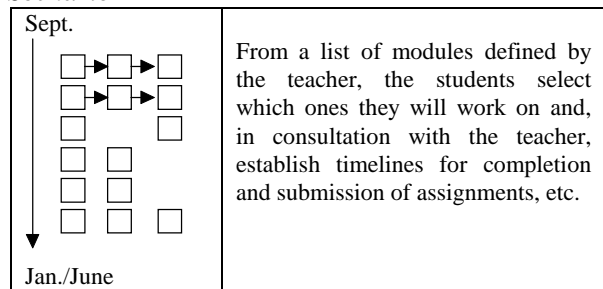 Sept.
Jan./June
From a list of modules defined by
the teacher, the students select
which ones they will work on and,
in consultation with the teacher,
establish timelines for completion
and submission of assignments, etc.